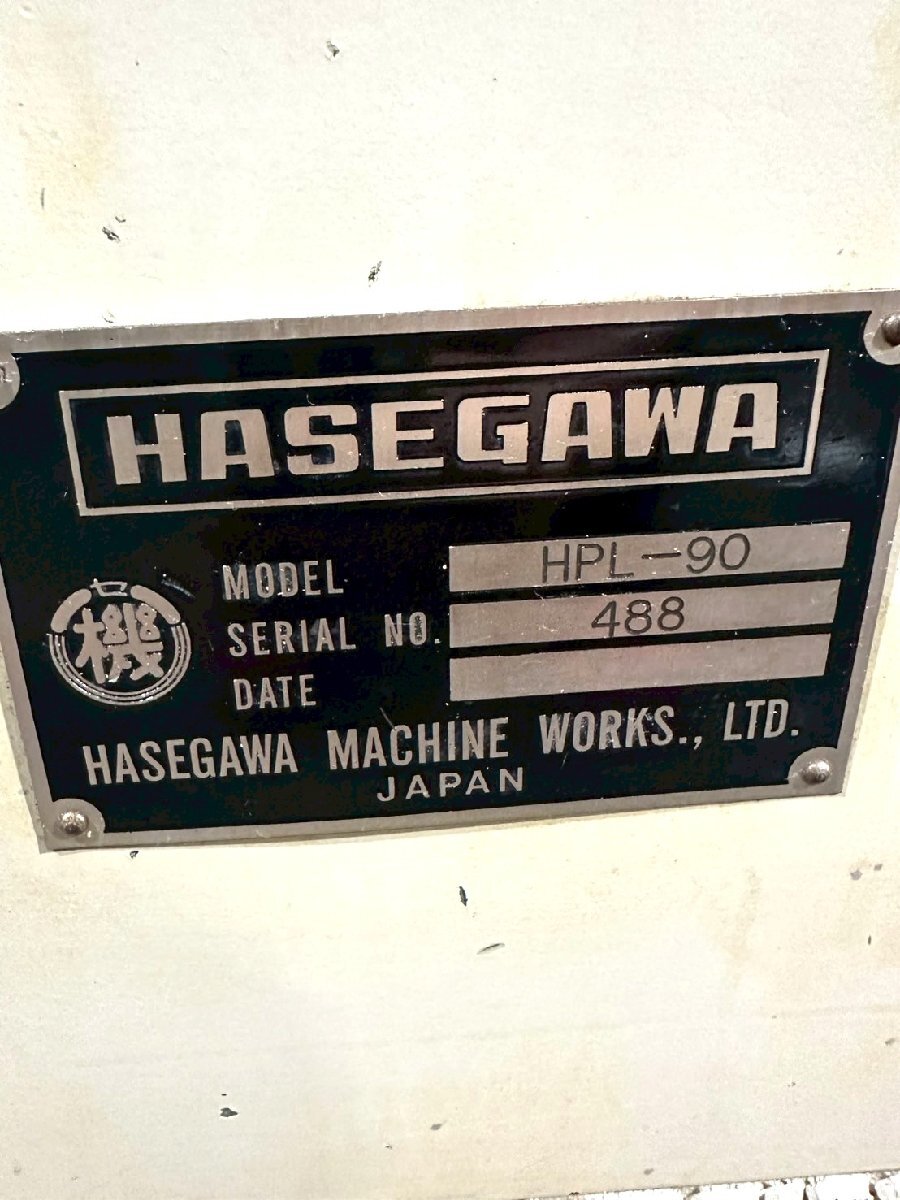 HASEGAWA
MODEL HPL-90
SERIAL NO. 488
DATE
機
HASEGAWA MACHINE WORKS., LTD.
JAPAN